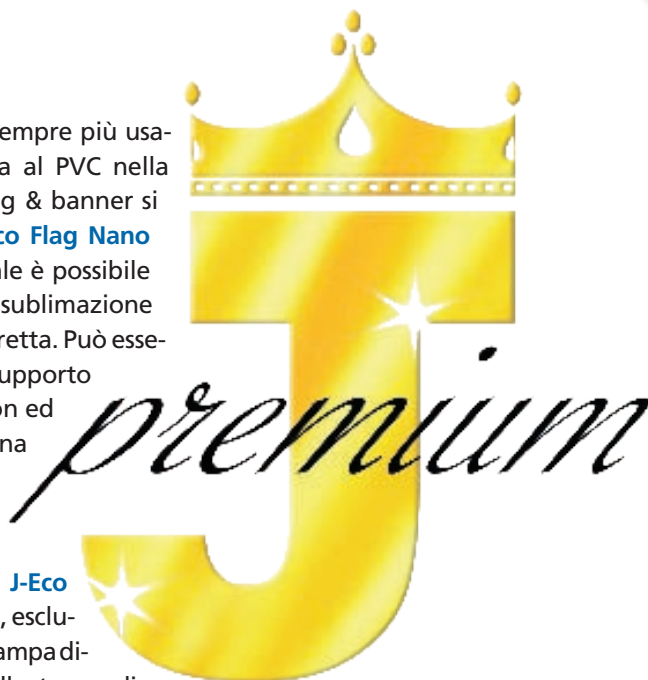 empre più usa-
a al PVC nella
g & banner si
co Flag Nano
le è possibile
sublimazione
retta. Può esse-
upporto
on ed
na
J
premium
J-Eco
, esclu-
ampa di-